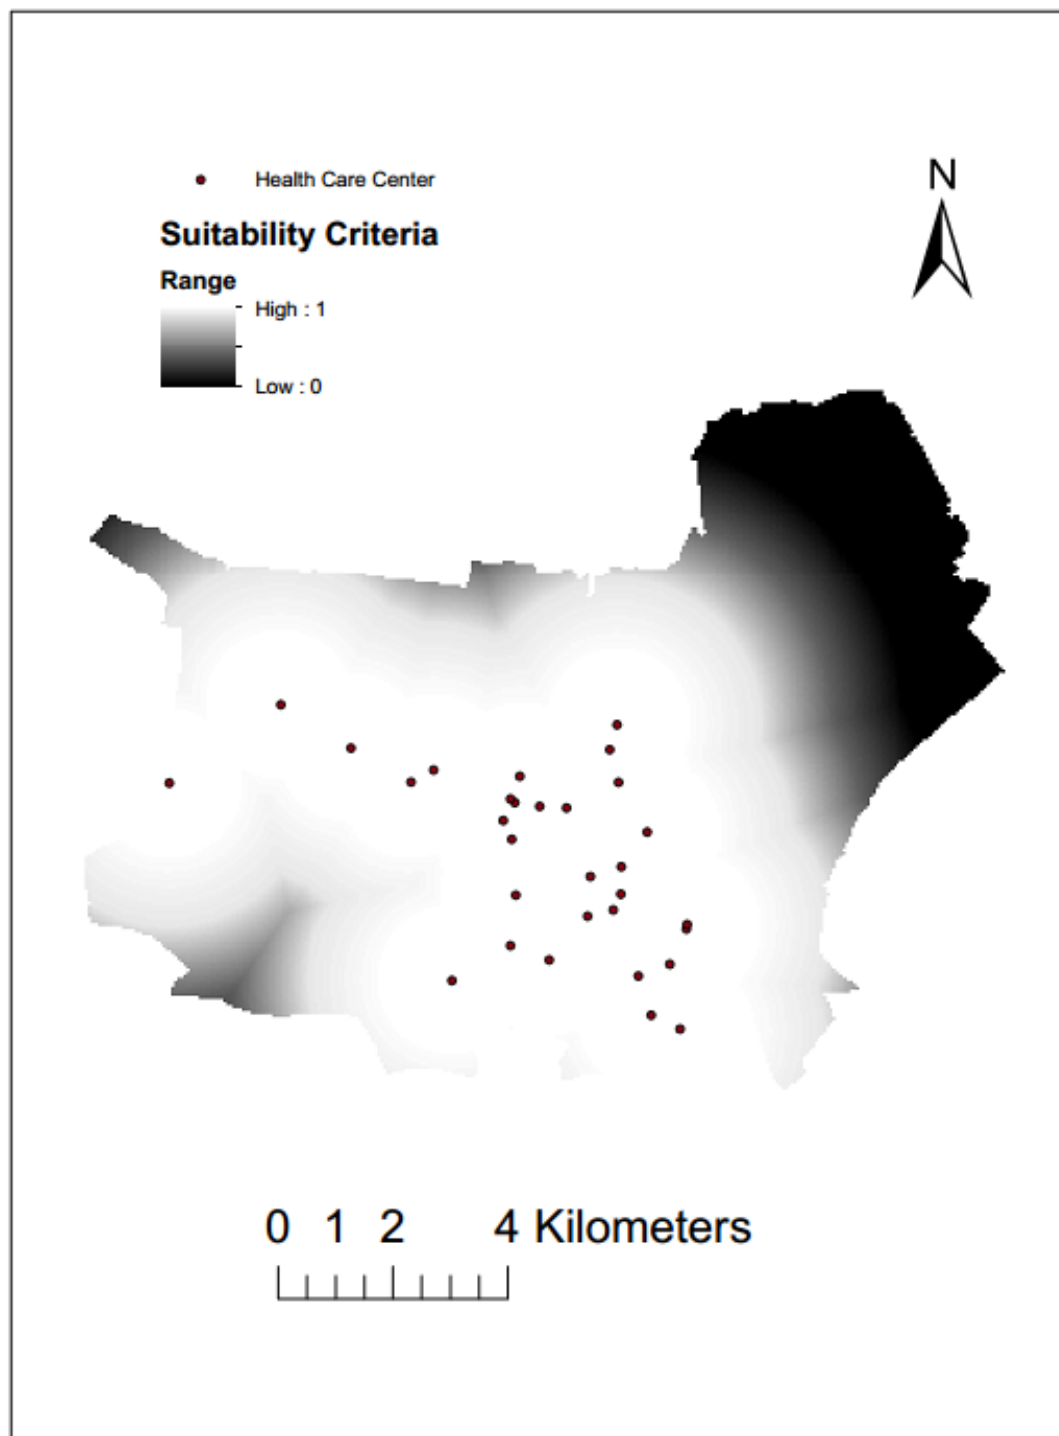 Health Care Center
N
Suitability Criteria
Range
High : 1
Low : 0
0 1 2 4 Kilometers